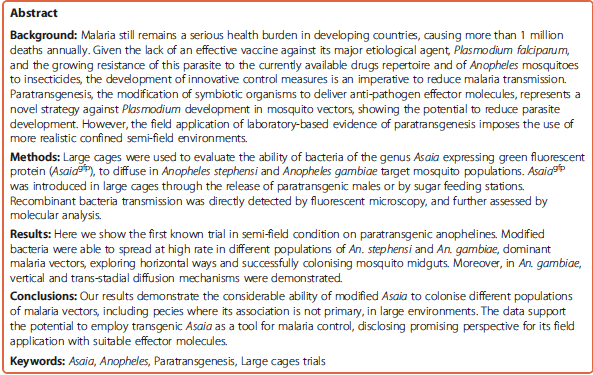 Abstract
Background: Malaria still remains a serious health burden in developing countries, causing more than 1 million
deaths annually. Given the lack of an effective vaccine against its major etiological agent, Plasmodium falciparum,
and the growing resistance of this parasite to the currently available drugs repertoire and of Anopheles mosquitoes
to insecticides, the development of innovative control measures is an imperative to reduce malaria transmission.
Paratransgenesis, the modification of symbiotic organisms to deliver anti-pathogen effector molecules, represents a
novel strategy against Plasmodium development in mosquito vectors, showing the potential to reduce parasite
development. However, the field application of laboratory-based evidence of paratransgenesis imposes the use of
more realistic confined semi-field environments.
Methods: Large cages were used to evaluate the ability of bacteria of the genus Asaia expressing green fluorescent
protein (Asaiagfp), to diffuse in Anopheles stephensi and Anopheles gambiae target mosquito populations. Asaiagfp
was introduced in large cages through the release of paratransgenic males or by sugar feeding stations.
Recombinant bacteria transmission was directly detected by fluorescent microscopy, and further assessed by
molecular analysis.
Results: Here we show the first known trial in semi-field condition on paratransgenic anophelines. Modified
bacteria were able to spread at high rate in different populations of An. stephensi and An. gambiae, dominant
malaria vectors, exploring horizontal ways and successfully colonising mosquito midguts. Moreover, in An. gambiae,
vertical and trans-stadial diffusion mechanisms were demonstrated.
Conclusions: Our results demonstrate the considerable ability of modified Asaia to colonise different populations
of malaria vectors, including pecies where its association is not primary, in large environments. The data support
the potential to employ transgenic Asaia as a tool for malaria control, disclosing promising perspective for its field
application with suitable effector molecules.
Keywords: Asaia, Anopheles, Paratransgenesis, Large cages trials